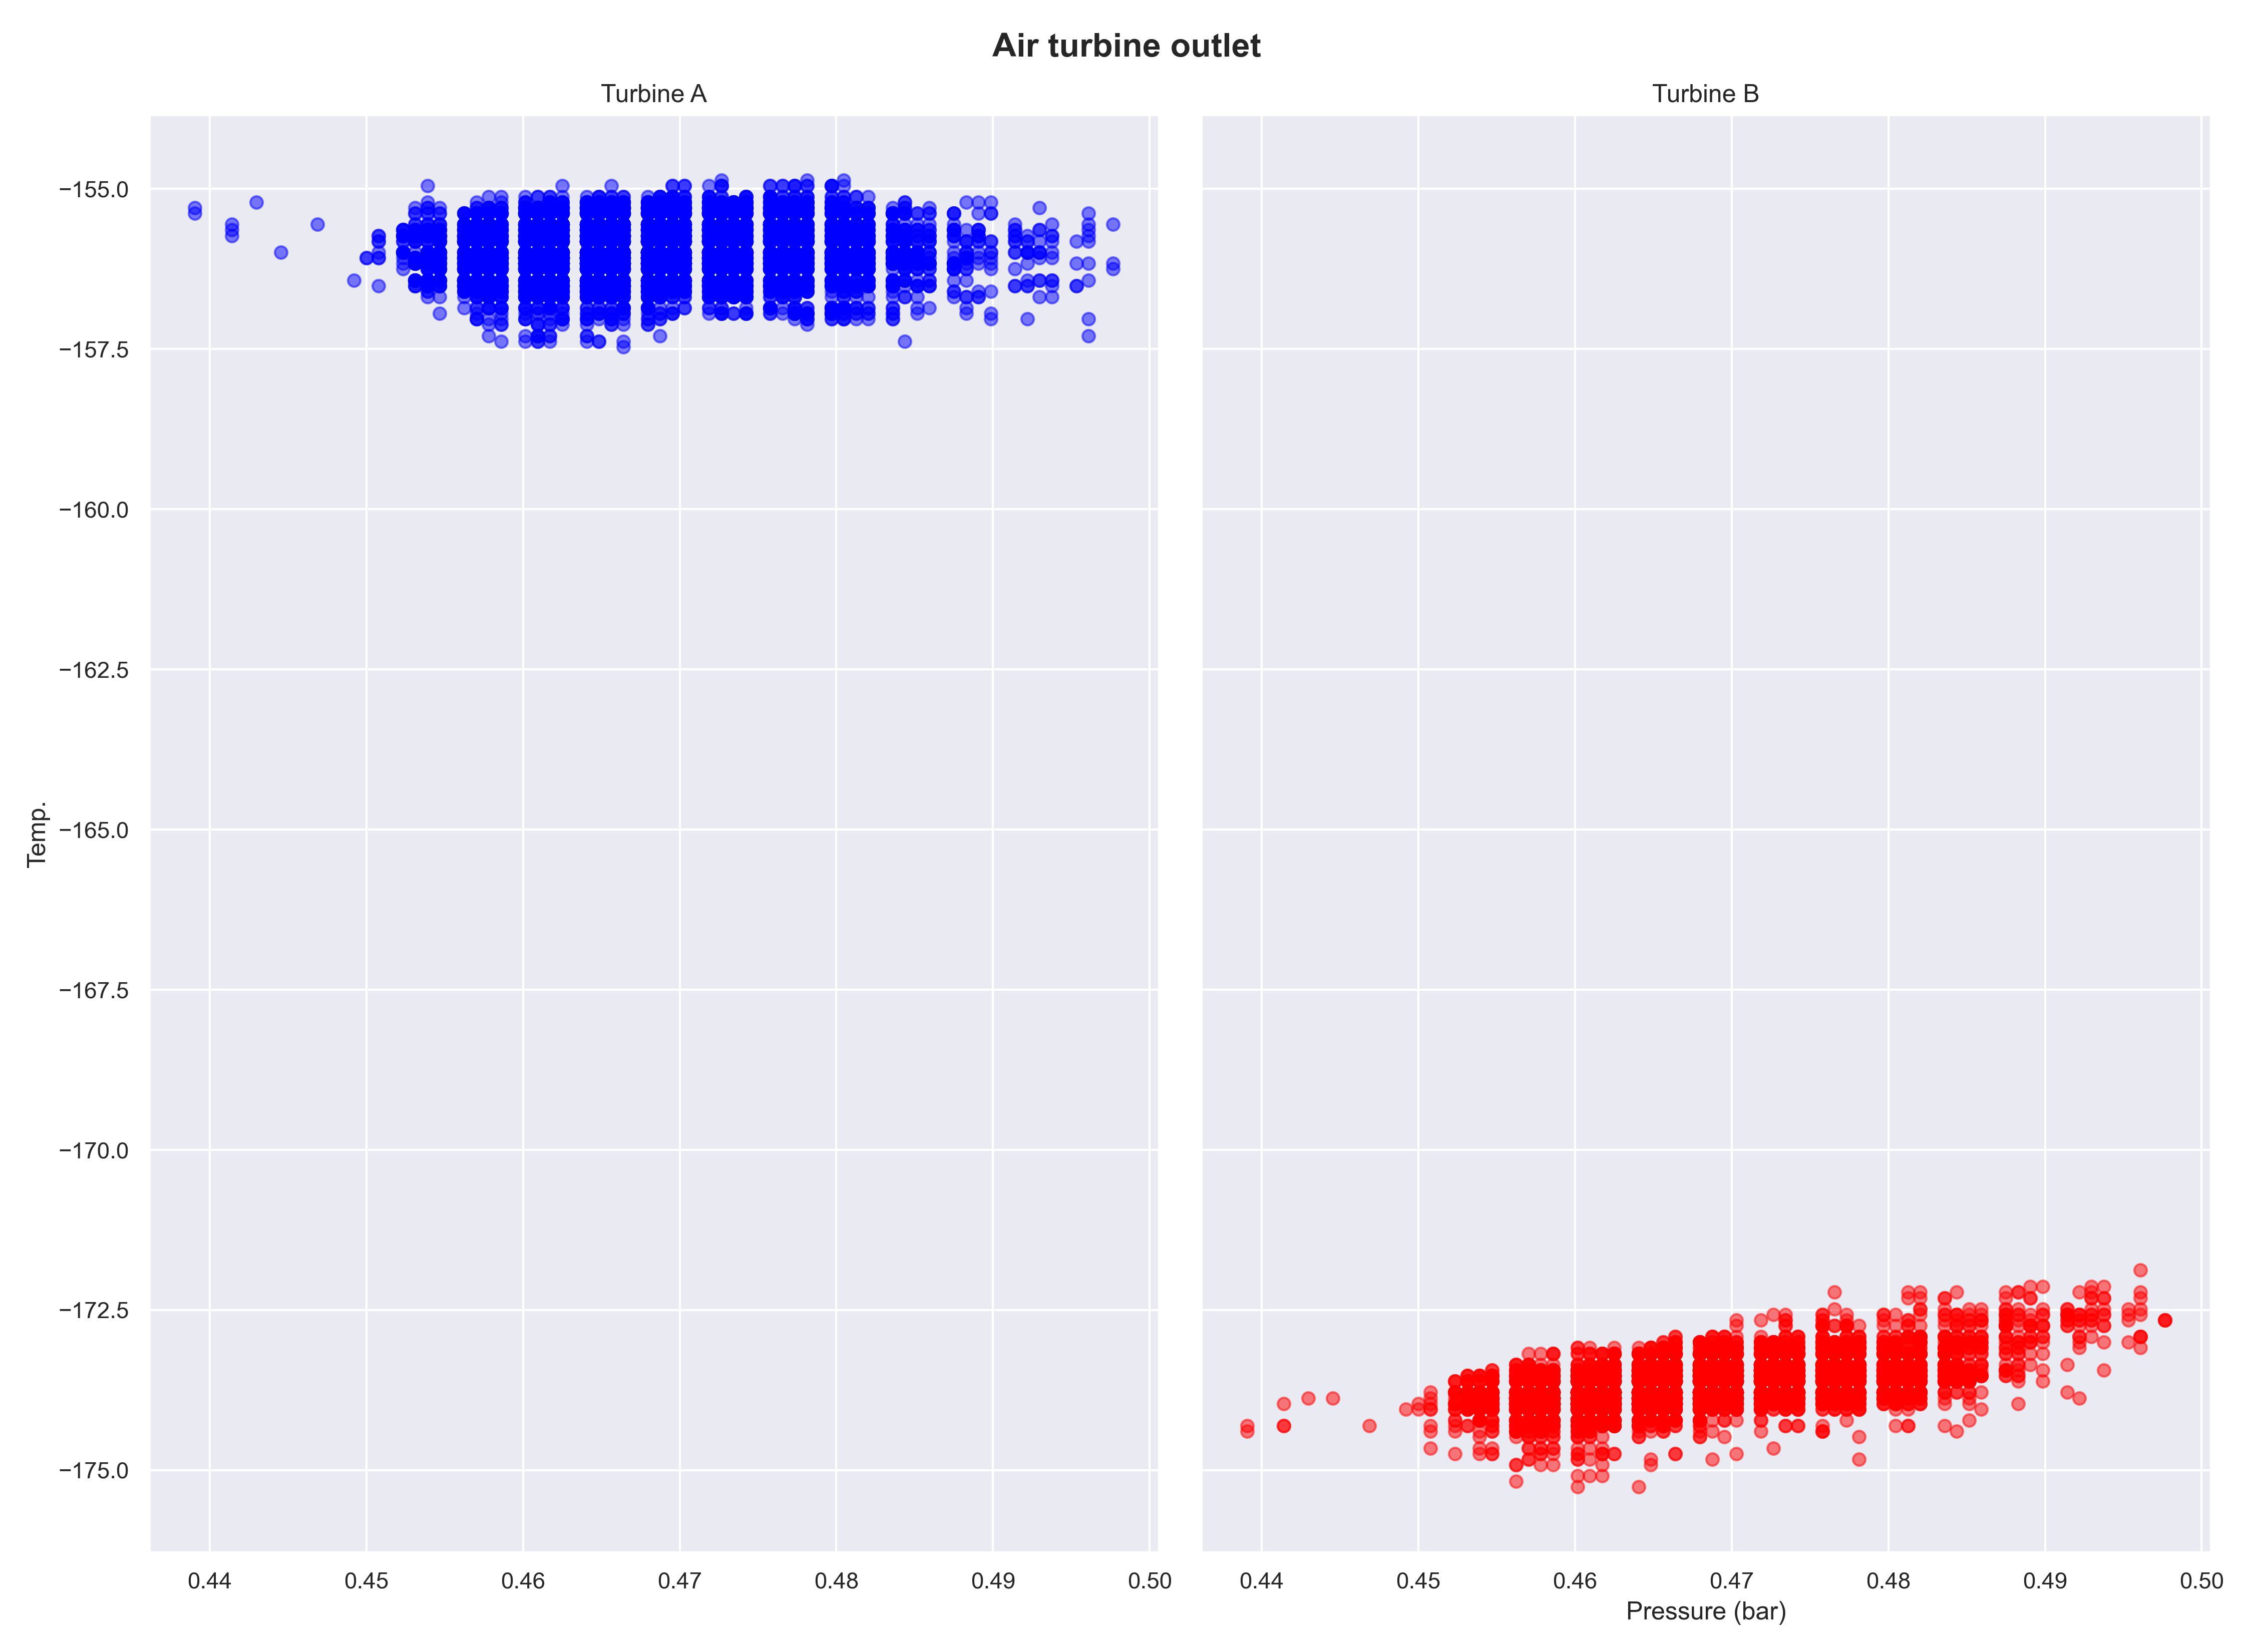 Air turbine outlet
Turbine A
Turbine B
−155.0
−157.5
−160.0
−162.5
−165.0
−167.5
−170.0
−172.5
−175.0
Temp.
0.44 0.45 0.46 0.47 0.48 0.49 0.50
0.44 0.45 0.46 0.47 0.48 0.49 0.50
Pressure (bar)